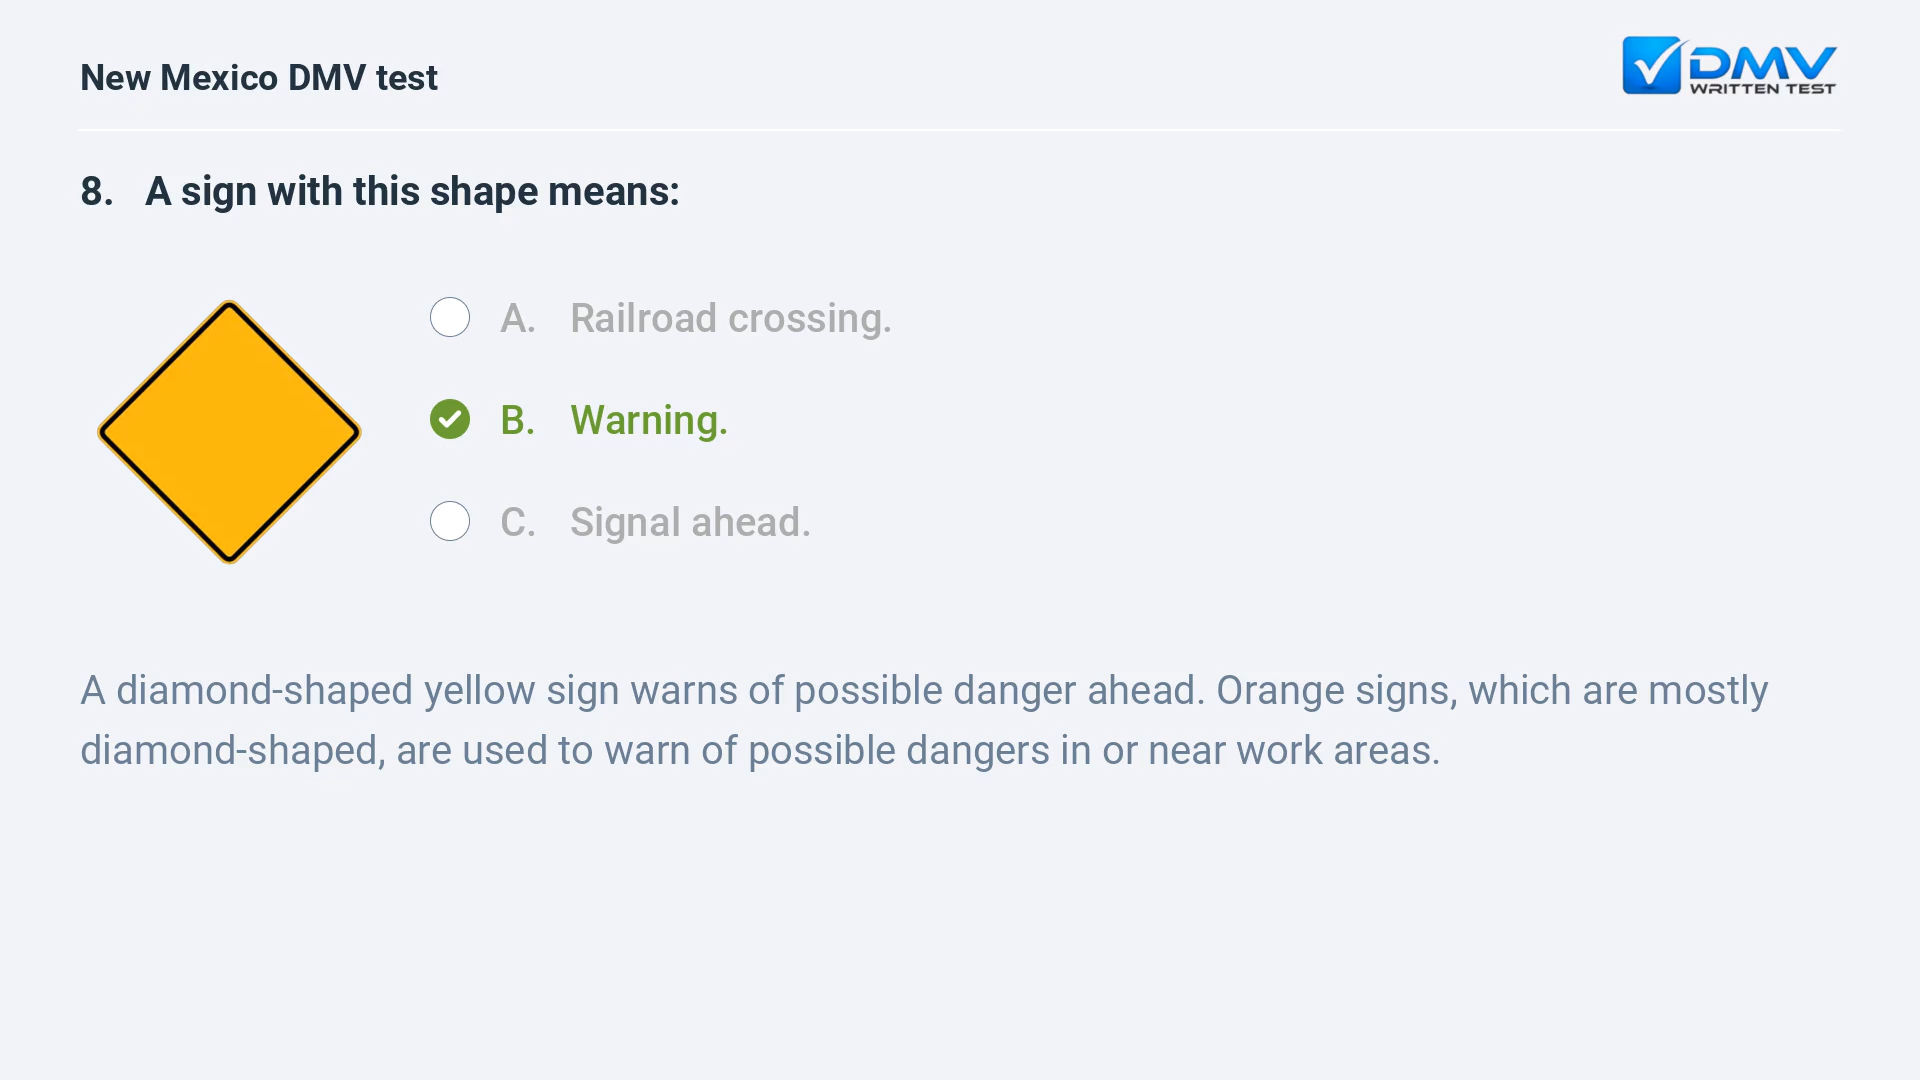 New Mexico DMV test
DMV
WRITTEN TEST
8. A sign with this shape means:
A. Railroad crossing.
B. Warning.
C. Signal ahead.
A diamond-shaped yellow sign warns of possible danger ahead. Orange signs, which are mostly
diamond-shaped, are used to warn of possible dangers in or near work areas.